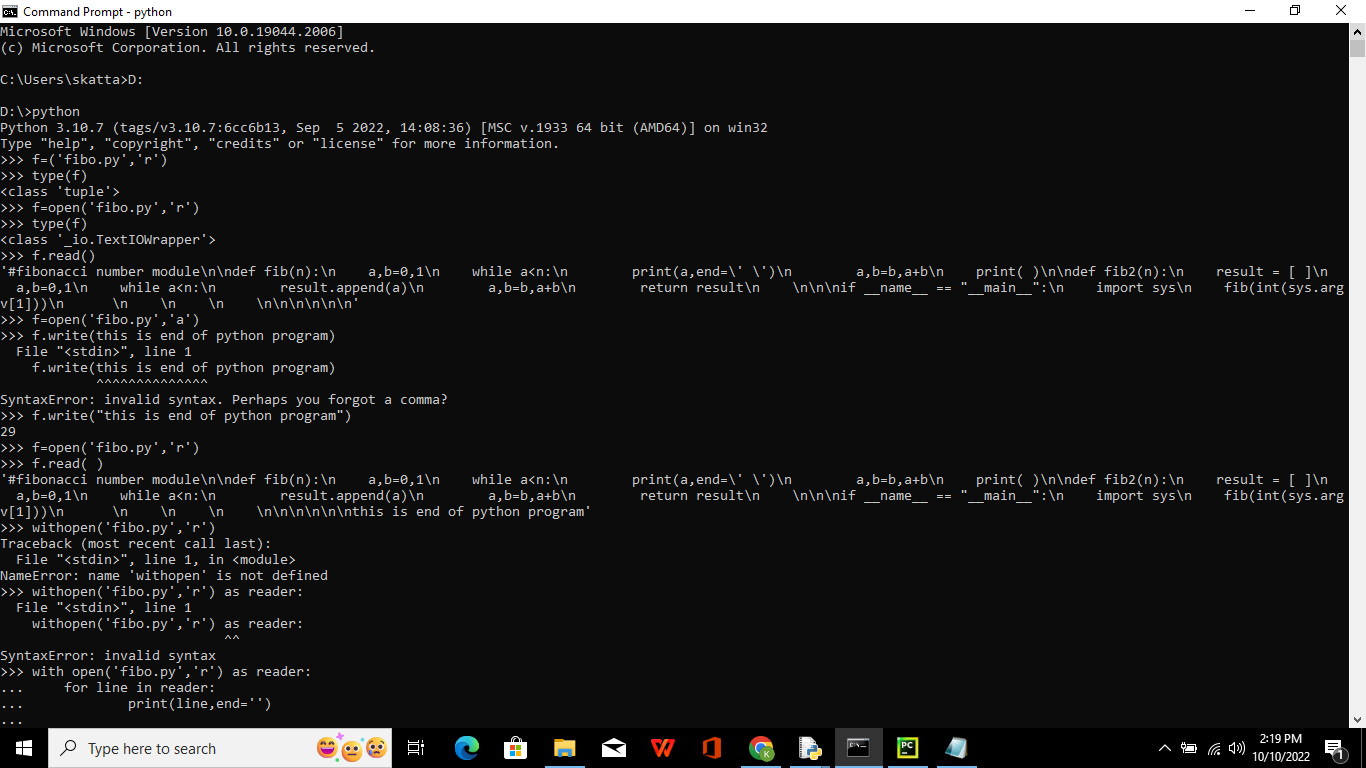 Command Prompt - python
Microsoft Windows [Version 10.0.19044.2006]
(c) Microsoft Corporation. All rights reserved.
C:\Users\skatta>D:
D:\>python
Python 3.10.7 (tags/v3.10.7:6cc6b13, Sep  5 2022, 14:08:36) [MSC v.1933 64 bit (AMD64)] on win32
Type "help", "copyright", "credits" or "license" for more information.
>>> f=('fibo.py','r')
>>> type(f)
<class 'tuple'>
>>> f=open('fibo.py','r')
>>> type(f)
<class '_io.TextIOWrapper'>
>>> f.read()
'#fibonacci number module\n\ndef fib(n):\n    a,b=0,1\n    while a<n:\n        print(a,end=\' \')\n        a,b=b,a+b\n    print( )\n\ndef fib2(n):\n    result = [ ]\n
  a,b=0,1\n    while a<n:\n        result.append(a)\n        a,b=b,a+b\n        return result\n    \n\n\nif __name__ == "__main__":\n    import sys\n    fib(int(sys.arg
v[1]))\n      \n    \n    \n    \n\n\n\n\n\n'
>>> f=open('fibo.py','a')
>>> f.write(this is end of python program)
  File "<stdin>", line 1
    f.write(this is end of python program)
            ^^^^^^^^^^^^^^
SyntaxError: invalid syntax. Perhaps you forgot a comma?
>>> f.write("this is end of python program")
29
>>> f=open('fibo.py','r')
>>> f.read( )
'#fibonacci number module\n\ndef fib(n):\n    a,b=0,1\n    while a<n:\n        print(a,end=\' \')\n        a,b=b,a+b\n    print( )\n\ndef fib2(n):\n    result = [ ]\n
  a,b=0,1\n    while a<n:\n        result.append(a)\n        a,b=b,a+b\n        return result\n    \n\n\nif __name__ == "__main__":\n    import sys\n    fib(int(sys.arg
v[1]))\n      \n    \n    \n    \n\n\n\n\n\nthis is end of python program'
>>> withopen('fibo.py','r')
Traceback (most recent call last):
  File "<stdin>", line 1, in <module>
NameError: name 'withopen' is not defined
>>> withopen('fibo.py','r') as reader:
  File "<stdin>", line 1
    withopen('fibo.py','r') as reader:
                            ^^
SyntaxError: invalid syntax
>>> with open('fibo.py','r') as reader:
...     for line in reader:
...             print(line,end='')
...
Type here to search
PC
K
2:19 PM
10/10/2022
1